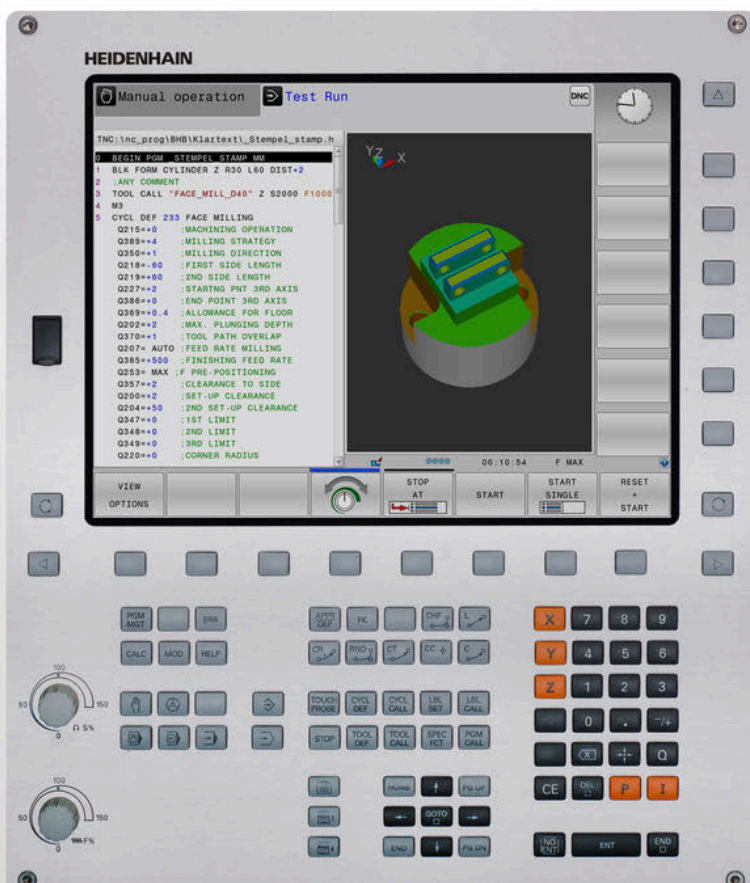 HEIDENHAIN
Manual operation
Test Run
DNC
TNC:\nc_prog\BHB\Klartext\_Stempel_stamp.h
0 BEGIN PGM STEMPEL_STAMP MM
1 BLK FORM CYLINDER Z R30 L60 DIST+2
2 ;ANY COMMENT
3 TOOL CALL "FACE_MILL_D40" Z S2000 F1000
4 M3
5 CYCL DEF 233 FACE MILLING
Q215=+0 ;MACHINING OPERATION
Q389=+4 ;MILLING STRATEGY
Q350=+1 ;MILLING DIRECTION
Q218=-60 ;FIRST SIDE LENGTH
Q219=+60 ;2ND SIDE LENGTH
Q227=+2 ;STARTNG PNT 3RD AXIS
Q386=+0 ;END POINT 3RD AXIS
Q369=+0.4 ;ALLOWANCE FOR FLOOR
Q202=+2 ;MAX. PLUNGING DEPTH
Q370=+1 ;TOOL PATH OVERLAP
Q207= AUTO ;FEED RATE MILLING
Q385=+500 ;FINISHING FEED RATE
Q253= MAX ;F PRE-POSITIONING
Q357=+2 ;CLEARANCE TO SIDE
Q200=+2 ;SET-UP CLEARANCE
Q204=+50 ;2ND SET-UP CLEARANCE
Q347=+0 ;1ST LIMIT
Q348=+0 ;2ND LIMIT
Q349=+0 ;3RD LIMIT
Q220=+0 ;CORNER RADIUS
Y Z X
00:10:54 F MAX
VIEW
OPTIONS
STOP
AT
START
START
SINGLE
RESET
+
START
PGM
MGT
ERR
CALC MOD HELP
APPR
DEP
FK
CHF
L
CR
RND
CT
CC
C
TOUCH
PROBE
CYCL
DEF
CYCL
CALL
LBL
SET
LBL
CALL
STOP
TOOL
DEF
TOOL
CALL
SPEC
FCT
PGM
CALL
HOME
PG UP
GOTO
END
PG DN
X 7 8 9
Y 4 5 6
Z 1 2 3
0 . -/+
X Q
CE
DEL
P I
NO
ENT
ENT
END
100
50 150
0
S%
100
50 150
0
F%